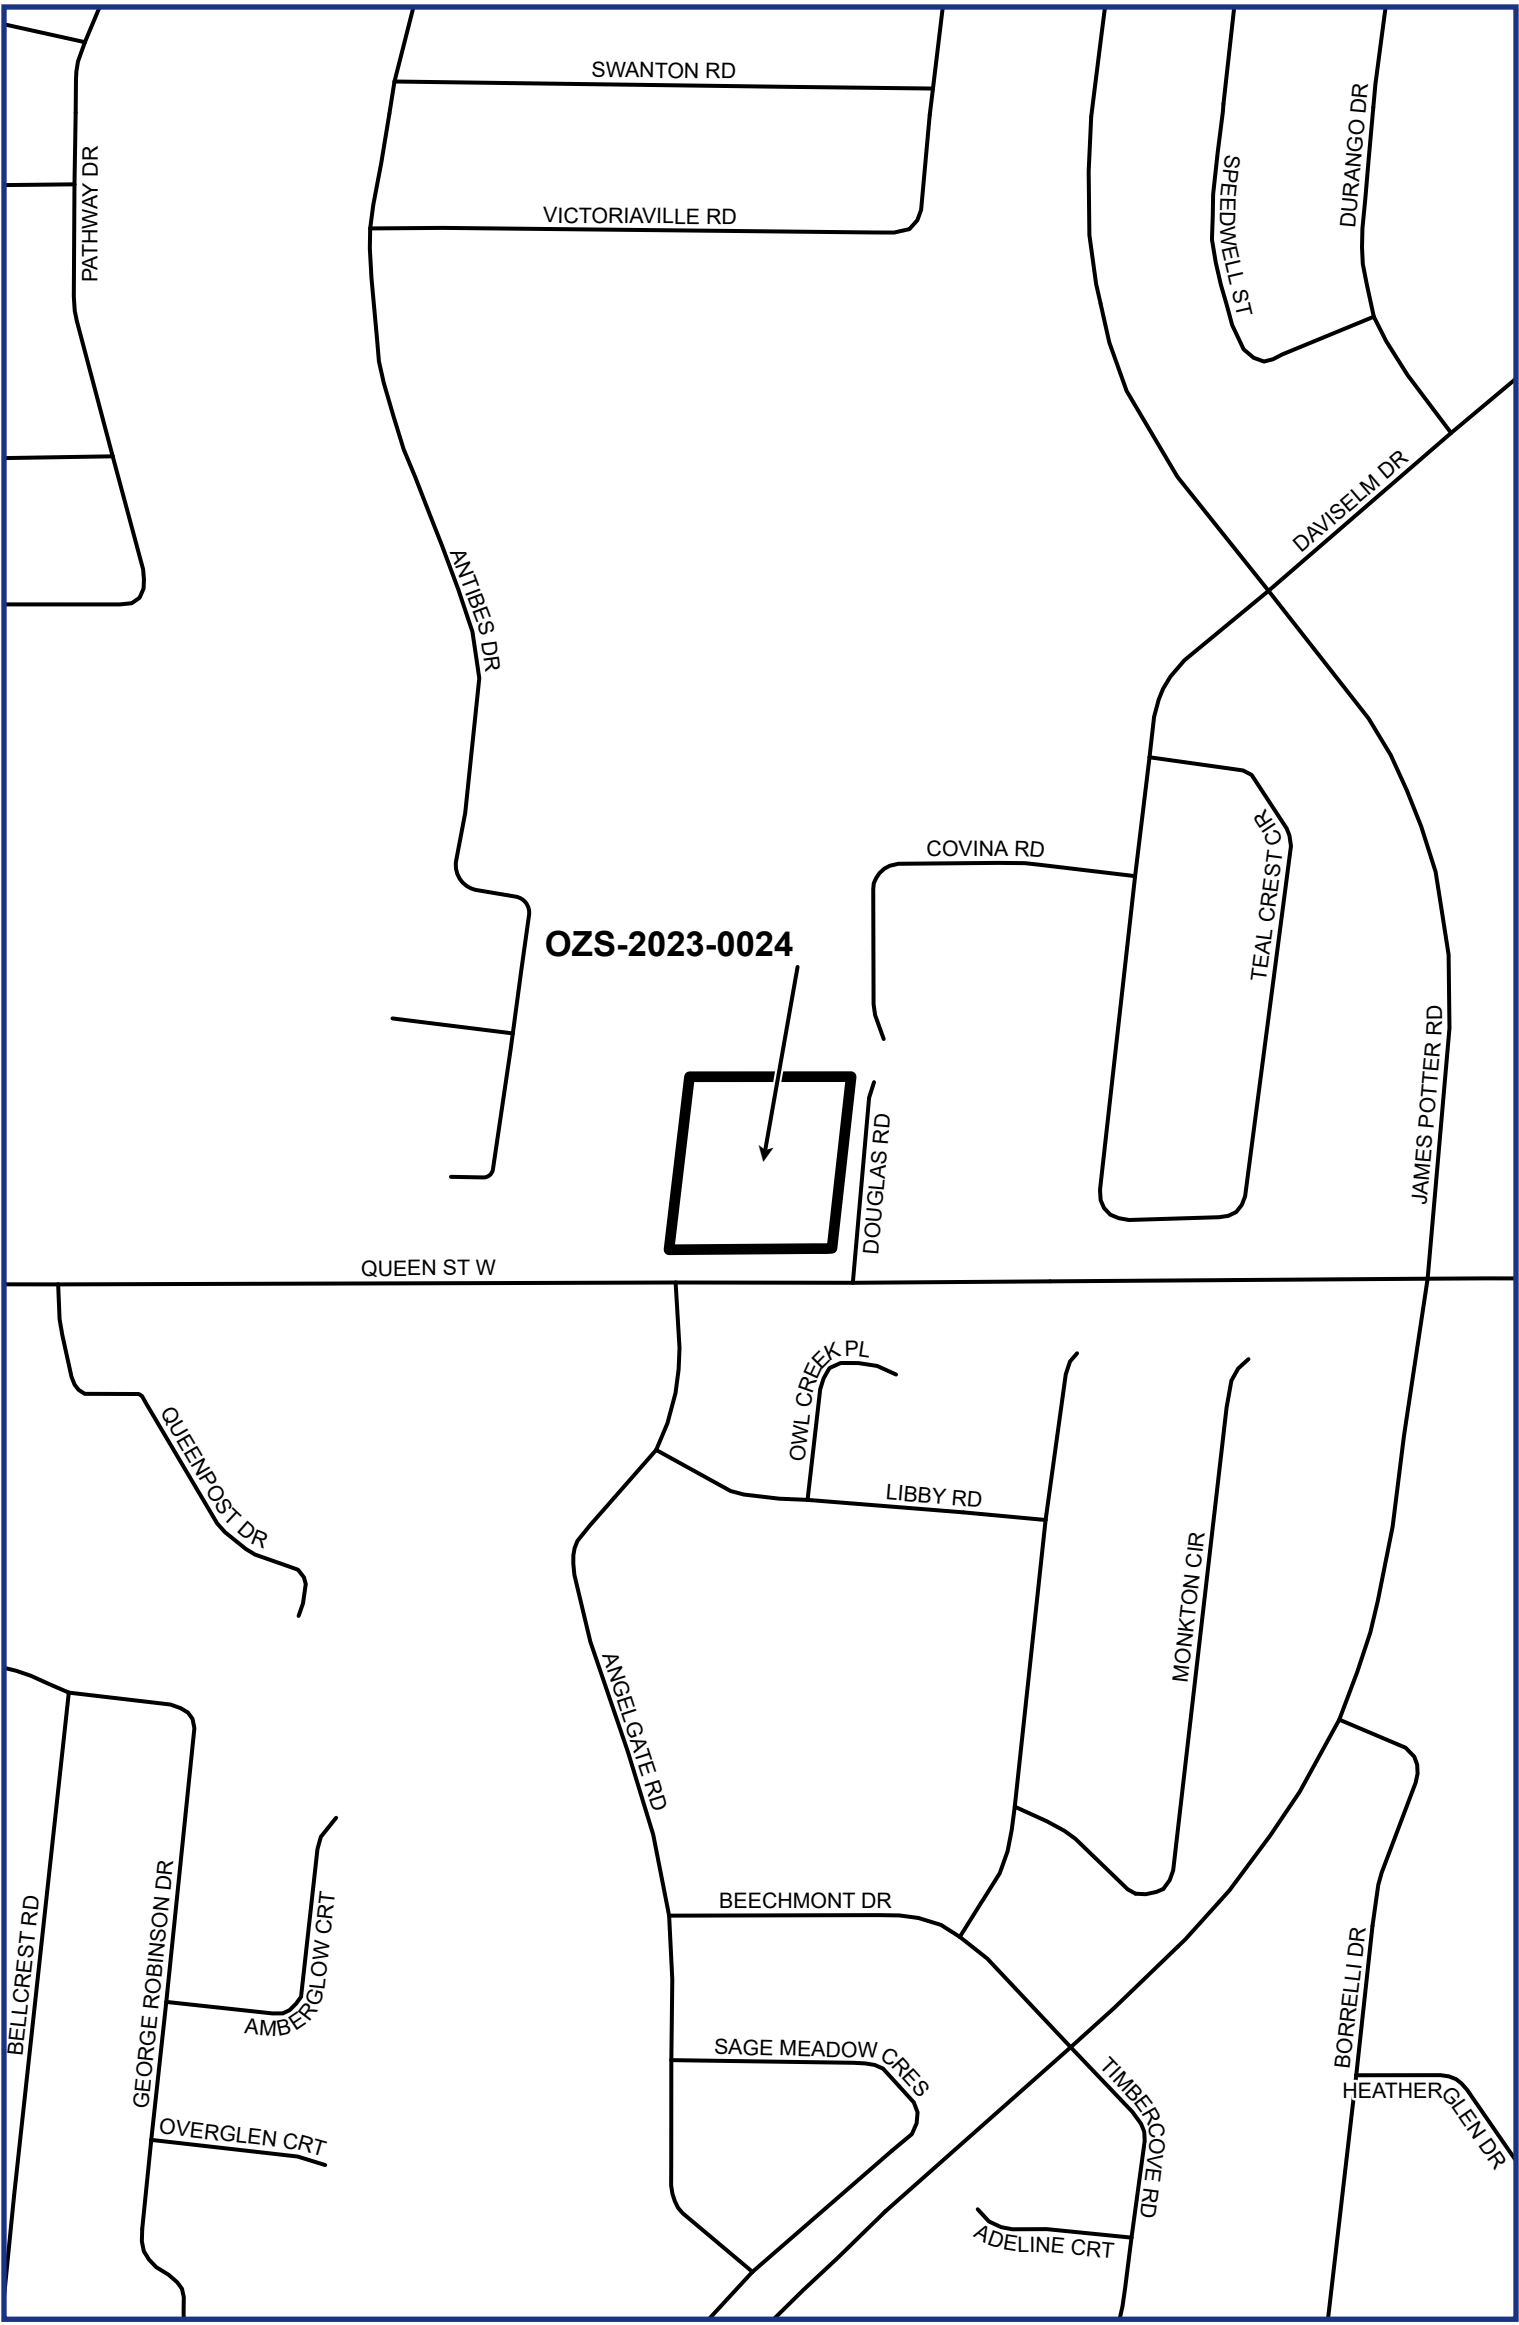 SWANTON RD
VICTORIAVILLE RD
PATHWAY DR
SPEEDWELL ST
DURANGO DR
DAVISELM DR
ANTIBES DR
COVINA RD
TEAL CREST CIR
OZS-2023-0024
JAMES POTTER RD
DOUGLAS RD
QUEEN ST W
OWL CREEK PL
QUEENPOST DR
LIBBY RD
MONKTON CIR
ANGELGATE RD
BEECHMONT DR
BELLCREST RD
GEORGE ROBINSON DR
AMBERGLOW CRT
BORRELLI DR
SAGE MEADOW CRES
TIMBERCOVE RD
HEATHERGLEN DR
OVERGLEN CRT
ADELINE CRT